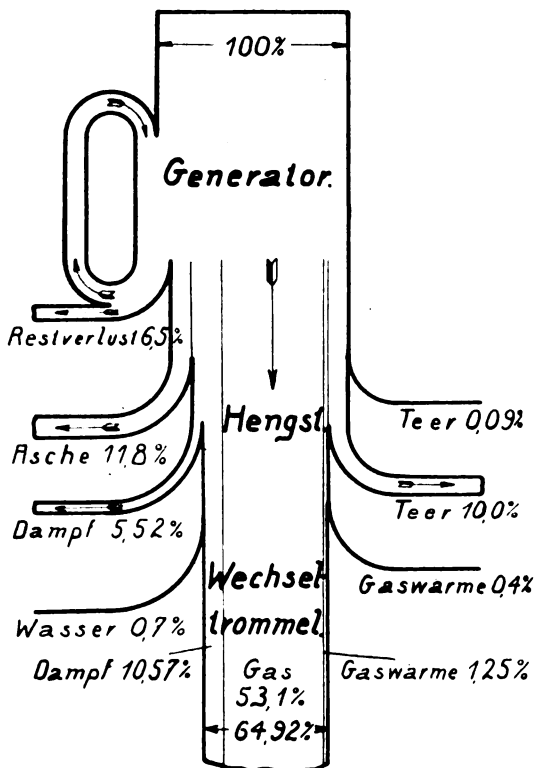 100%
Generator.
Restverlust 6,5%
Hengst.
Teer 0,09%
Asche 11,8%
Teer 10,0%
Dampf 5,52%
Wechsel-
trommel.
Gaswarme 0,4%
Wasser 0,7%
Dampf 10,57%
Gas
53,1%
Gaswarme 1,25%
64,92%